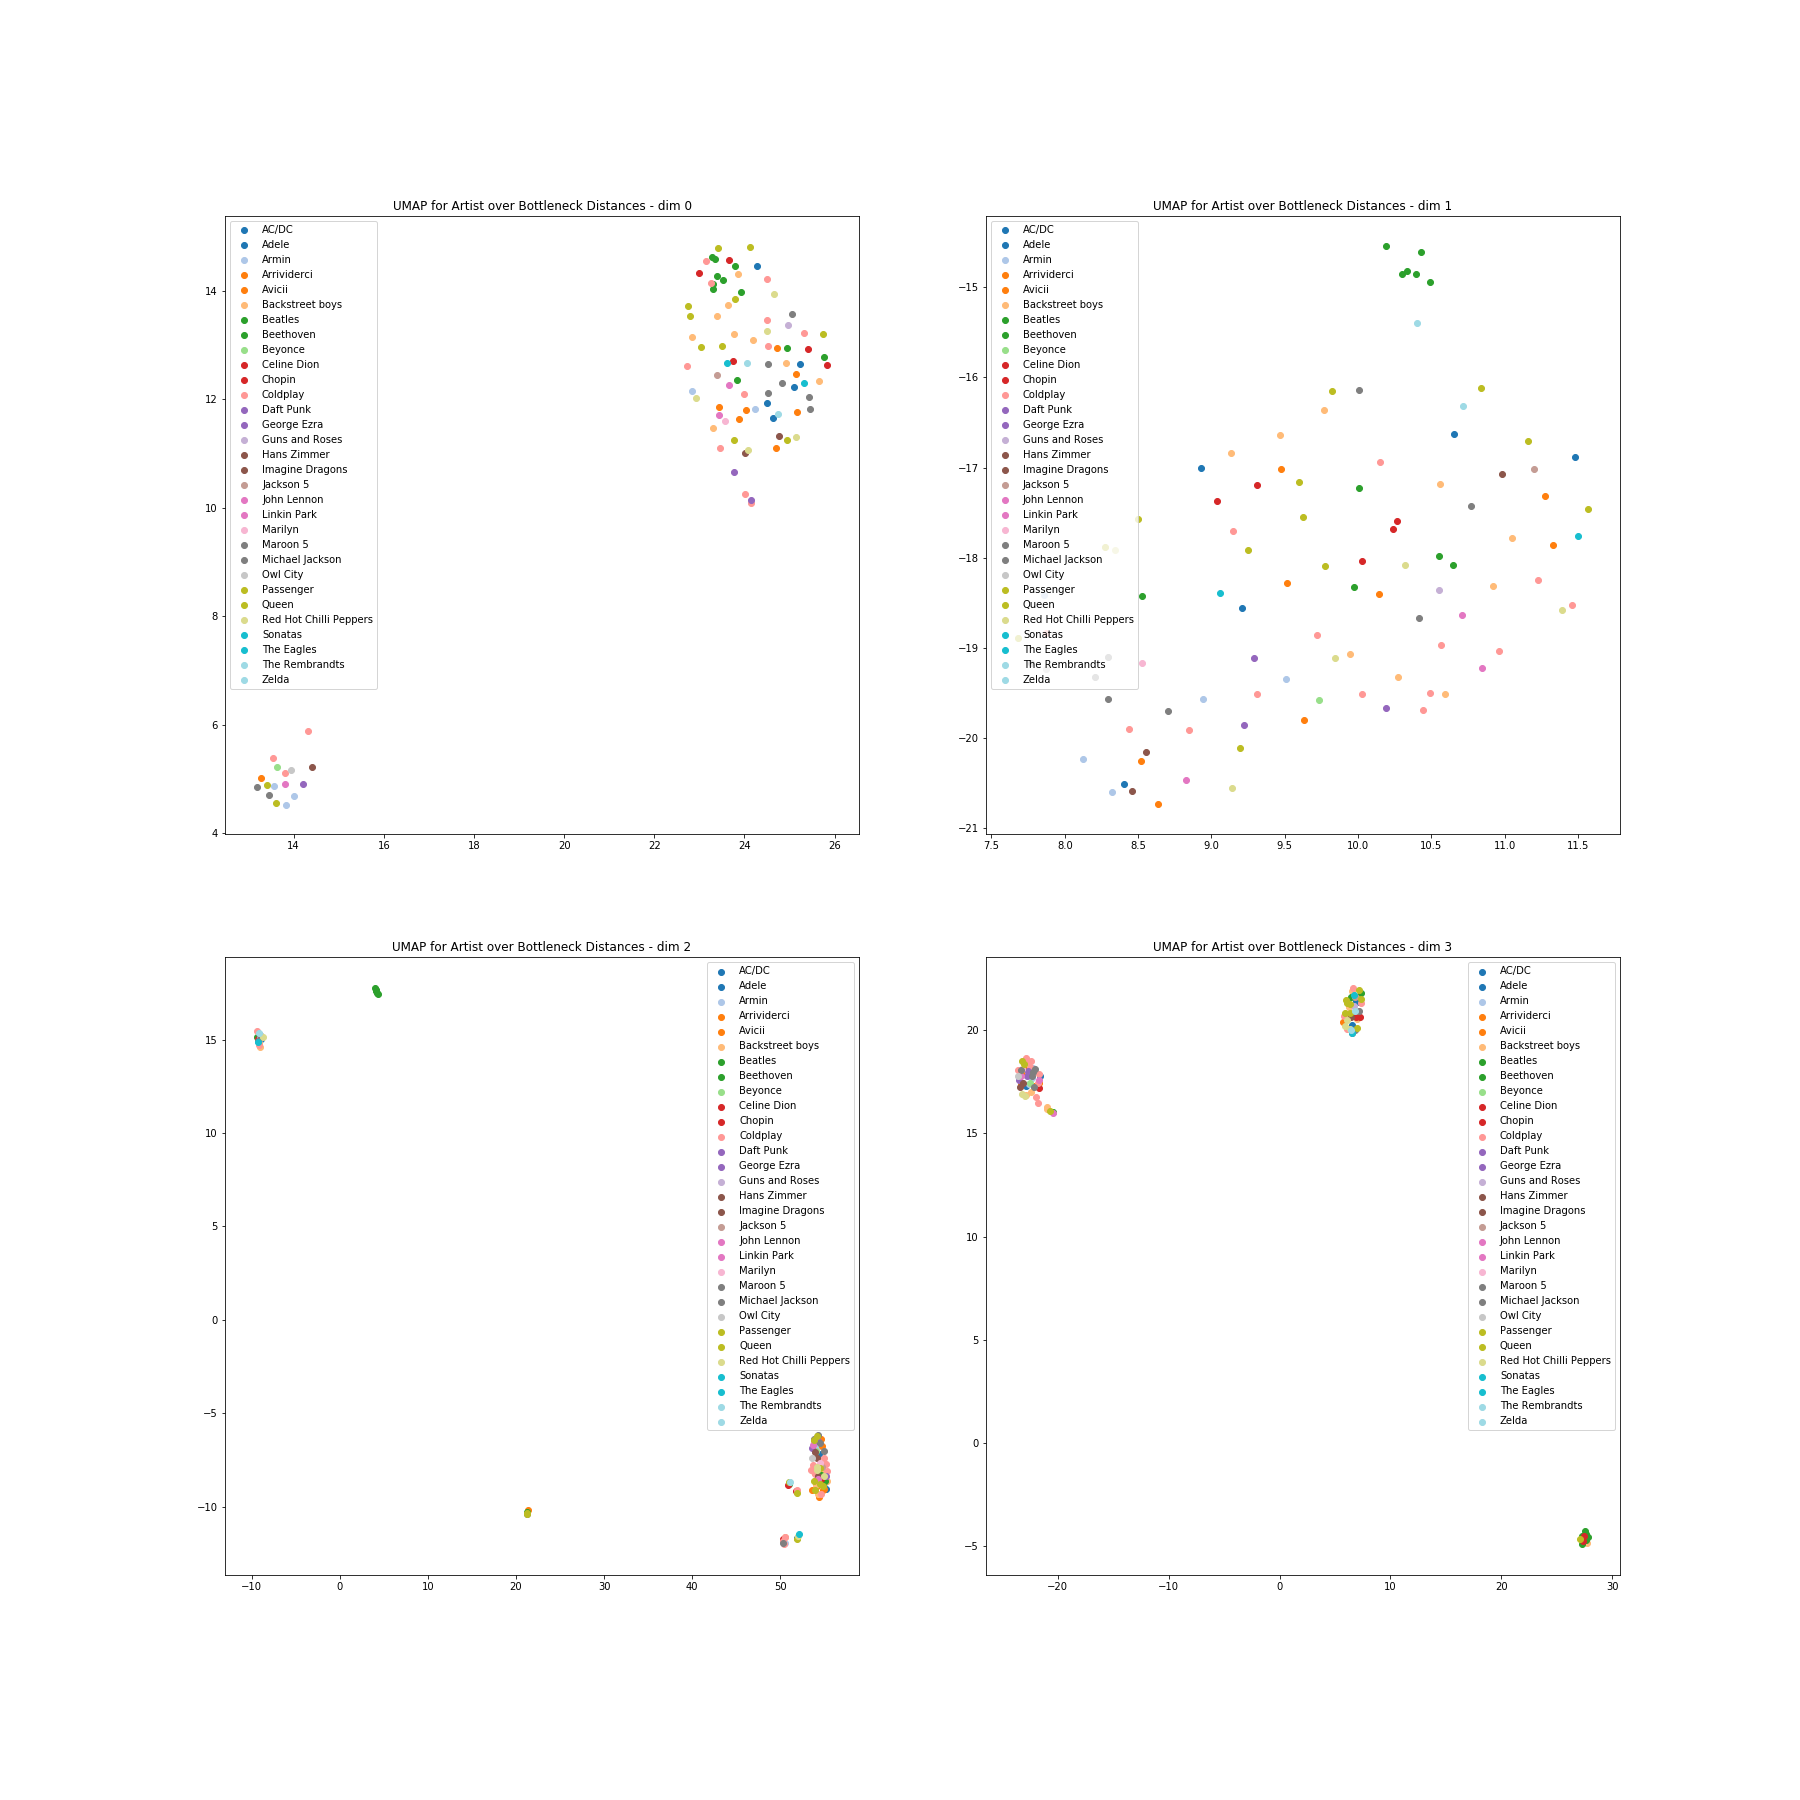 UMAP for Artist over Bottleneck Distances - dim 0
AC/DC
Adele
Armin
Arrividerci
Avicii
Backstreet boys
Beatles
Beethoven
Beyonce
Celine Dion
Chopin
Coldplay
Daft Punk
George Ezra
Guns and Roses
Hans Zimmer
Imagine Dragons
Jackson 5
John Lennon
Linkin Park
Marilyn
Maroon 5
Michael Jackson
Owl City
Passenger
Queen
Red Hot Chilli Peppers
Sonatas
The Eagles
The Rembrandts
Zelda
14
12
10
8
6
4
14 16 18 20 22 24 26
UMAP for Artist over Bottleneck Distances - dim 1
AC/DC
Adele
Armin
Arrividerci
Avicii
Backstreet boys
Beatles
Beethoven
Beyonce
Celine Dion
Chopin
Coldplay
Daft Punk
George Ezra
Guns and Roses
Hans Zimmer
Imagine Dragons
Jackson 5
John Lennon
Linkin Park
Marilyn
Maroon 5
Michael Jackson
Owl City
Passenger
Queen
Red Hot Chilli Peppers
Sonatas
The Eagles
The Rembrandts
Zelda
−15
−16
−17
−18
−19
−20
−21
7.5 8.0 8.5 9.0 9.5 10.0 10.5 11.0 11.5
UMAP for Artist over Bottleneck Distances - dim 2
AC/DC
Adele
Armin
Arrividerci
Avicii
Backstreet boys
Beatles
Beethoven
Beyonce
Celine Dion
Chopin
Coldplay
Daft Punk
George Ezra
Guns and Roses
Hans Zimmer
Imagine Dragons
Jackson 5
John Lennon
Linkin Park
Marilyn
Maroon 5
Michael Jackson
Owl City
Passenger
Queen
Red Hot Chilli Peppers
Sonatas
The Eagles
The Rembrandts
Zelda
15
10
5
0
−5
−10
−10 0 10 20 30 40 50
UMAP for Artist over Bottleneck Distances - dim 3
AC/DC
Adele
Armin
Arrividerci
Avicii
Backstreet boys
Beatles
Beethoven
Beyonce
Celine Dion
Chopin
Coldplay
Daft Punk
George Ezra
Guns and Roses
Hans Zimmer
Imagine Dragons
Jackson 5
John Lennon
Linkin Park
Marilyn
Maroon 5
Michael Jackson
Owl City
Passenger
Queen
Red Hot Chilli Peppers
Sonatas
The Eagles
The Rembrandts
Zelda
20
15
10
5
0
−5
−20 −10 0 10 20 30